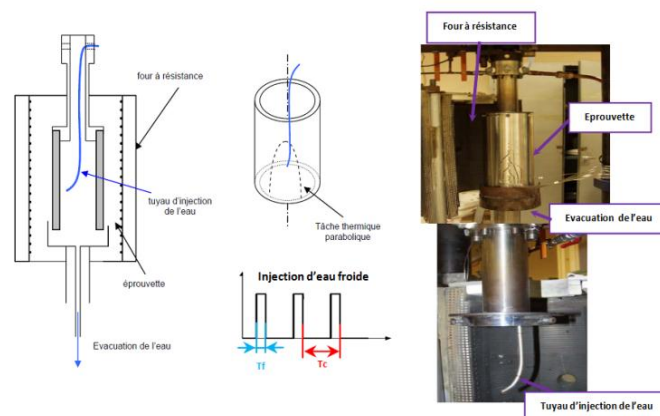 four à résistance
tuyau d'injection
de l'eau
éprouvette
Evacuation de l'eau
Tâche thermique
parabolique
Injection d'eau froide
Tf
Tc
Four à résistance
Eprouvette
Evacuation de l'eau
Tuyau d'injection de l'eau